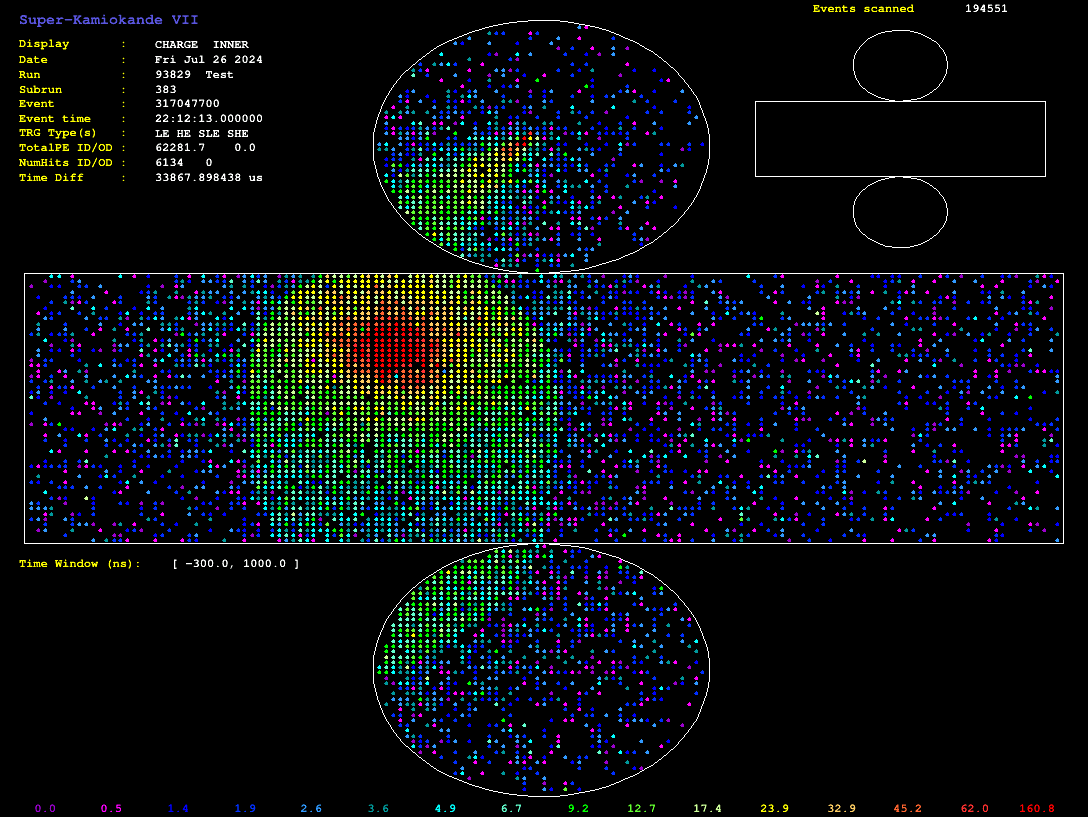 Super-Kamiokande VII
Events scanned 194551
Display : CHARGE INNER
Date : Fri Jul 26 2024
Run : 93829 Test
Subrun : 383
Event : 317047700
Event time : 22:12:13.000000
TRG Type(s) : LE HE SLE SHE
TotalPE ID/OD : 62281.7 0.0
NumHits ID/OD : 6134 0
Time Diff : 33867.898438 us
Time Window (ns): [ -300.0, 1000.0 ]
0.0 0.5 1.4 1.9 2.6 3.6 4.9 6.7 9.2 12.7 17.4 23.9 32.9 45.2 62.0 160.8